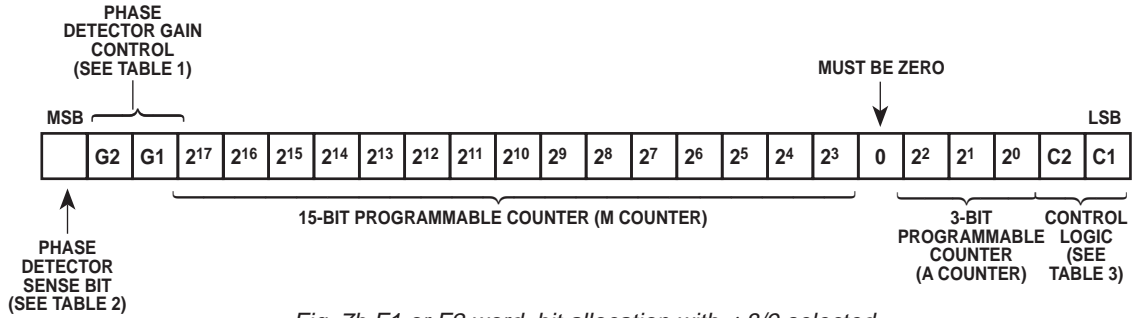 PHASE
DETECTOR GAIN
CONTROL
(SEE TABLE 1)
MUST BE ZERO
MSB
LSB
G2 G1 2¹⁷ 2¹⁶ 2¹⁵ 2¹⁴ 2¹³ 2¹² 2¹¹ 2¹⁰ 2⁹ 2⁸ 2⁷ 2⁶ 2⁵ 2⁴ 2³ 0 2² 2¹ 2⁰ C2 C1
15-BIT PROGRAMMABLE COUNTER (M COUNTER)
3-BIT
PROGRAMMABLE
COUNTER
(A COUNTER)
CONTROL
LOGIC
(SEE
TABLE 3)
PHASE
DETECTOR
SENSE BIT
(SEE TABLE 2)